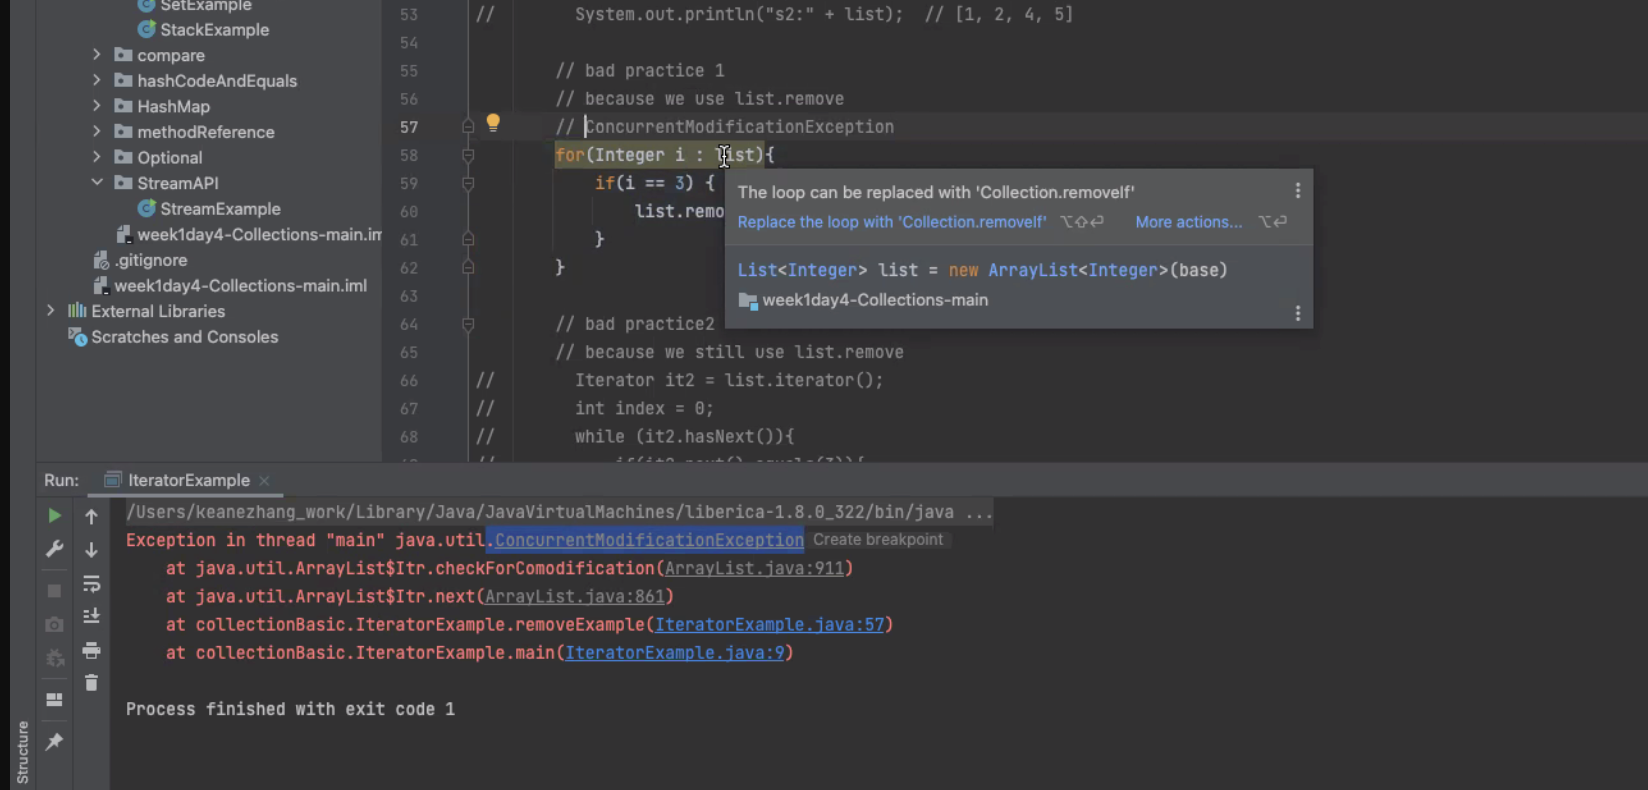 SetExample
StackExample
compare
hashCodeAndEquals
HashMap
methodReference
Optional
StreamAPI
StreamExample
week1day4-Collections-main.im
.gitignore
week1day4-Collections-main.iml
External Libraries
Scratches and Consoles
53 // System.out.println("s2:" + list); // [1, 2, 4, 5]
54
55 // bad practice 1
56 // because we use list.remove
57 // ConcurrentModificationException
58 for(Integer i : list){
59 if(i == 3) {
60 list.remo
61 }
62 }
63
64 // bad practice2
65 // because we still use list.remove
66 // Iterator it2 = list.iterator();
67 // int index = 0;
68 // while (it2.hasNext()){
// if(it2.next().equals(3)){
The loop can be replaced with 'Collection.removeIf'
Replace the loop with 'Collection.removeIf' ⌥⇧⏎ More actions... ⌥⏎
List<Integer> list = new ArrayList<Integer>(base)
week1day4-Collections-main
Run: IteratorExample ×
/Users/keanezhang_work/Library/Java/JavaVirtualMachines/liberica-1.8.0_322/bin/java ...
Exception in thread "main" java.util.ConcurrentModificationException Create breakpoint
at java.util.ArrayList$Itr.checkForComodification(ArrayList.java:911)
at java.util.ArrayList$Itr.next(ArrayList.java:861)
at collectionBasic.IteratorExample.removeExample(IteratorExample.java:57)
at collectionBasic.IteratorExample.main(IteratorExample.java:9)
Process finished with exit code 1
Structure